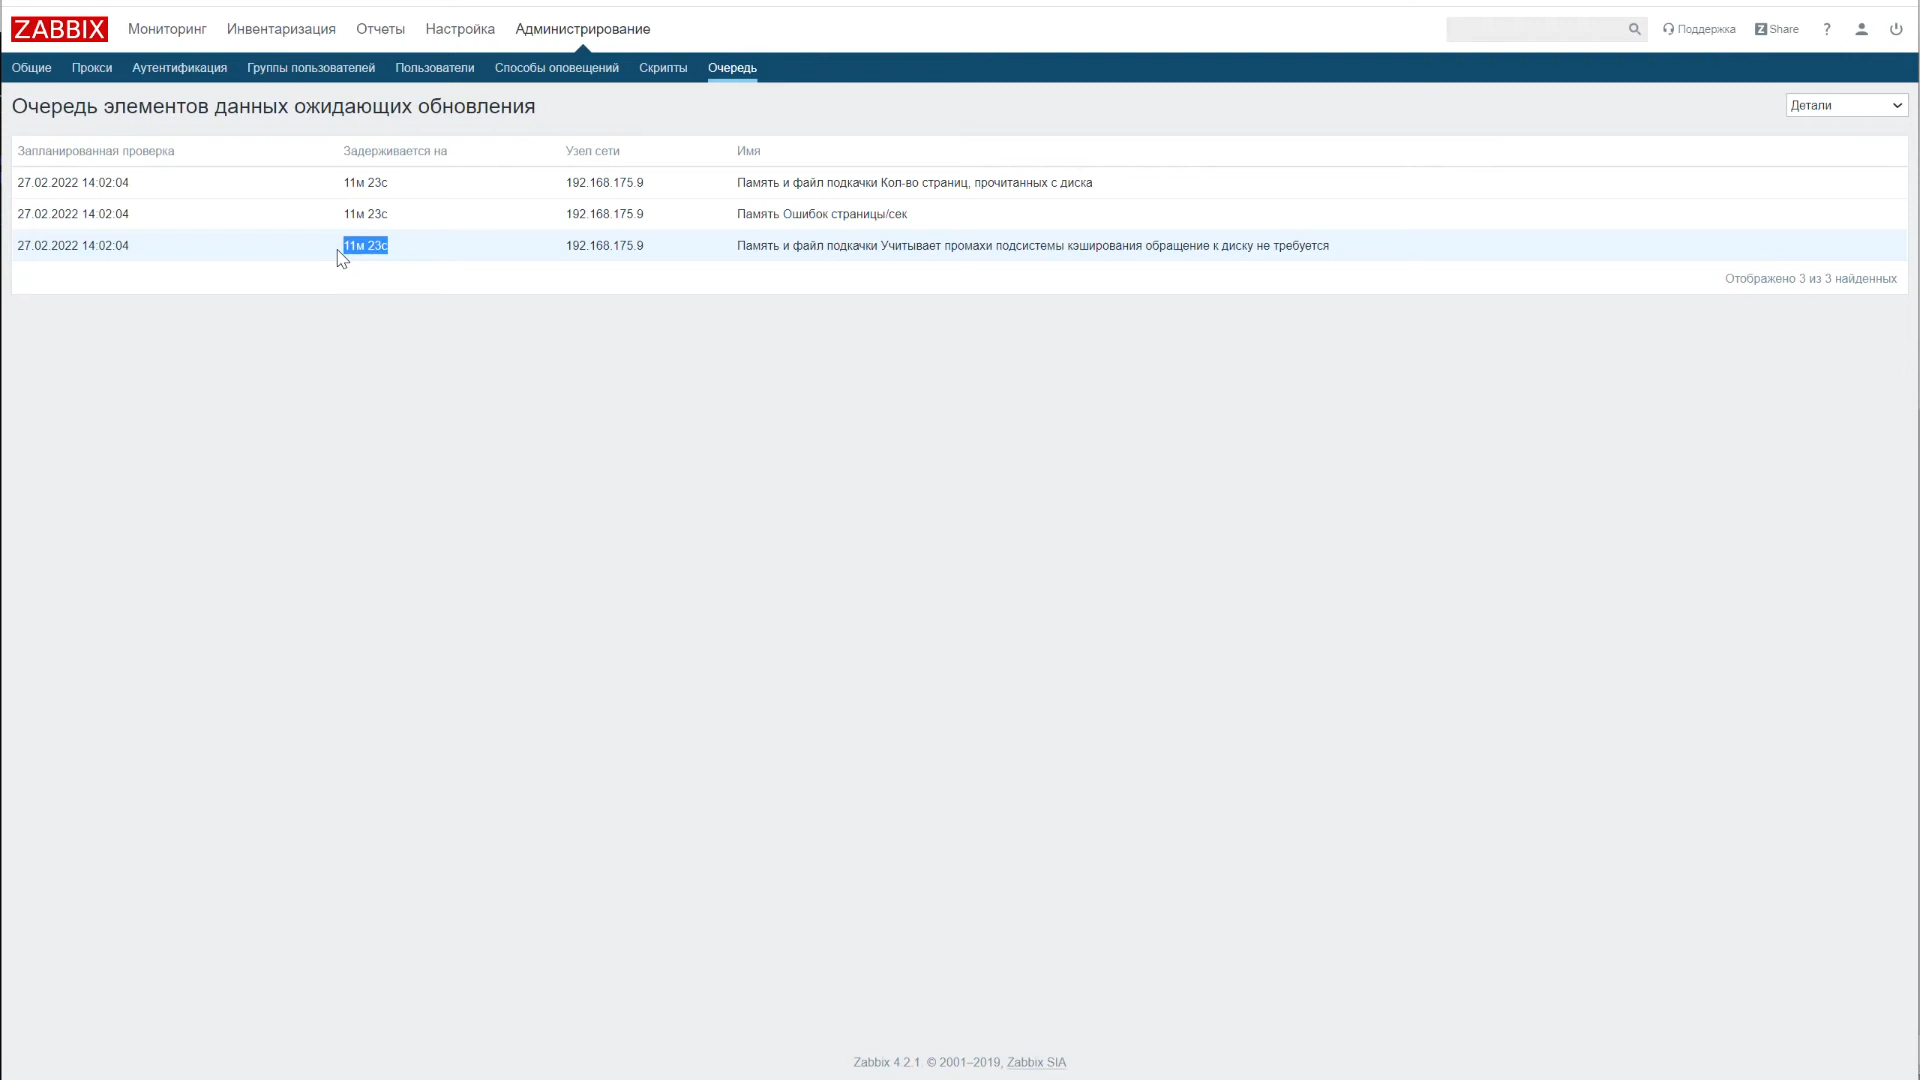 ZABBIX Мониторинг Инвентаризация Отчеты Настройка Администрирование Поддержка Z Share ?
Общие Прокси Аутентификация Группы пользователей Пользователи Способы оповещений Скрипты Очередь
Очередь элементов данных ожидающих обновления Детали
Запланированная проверка Задерживается на Узел сети Имя
27.02.2022 14:02:04 11м 23с 192.168.175.9 Память и файл подкачки Кол-во страниц, прочитанных с диска
27.02.2022 14:02:04 11м 23с 192.168.175.9 Память Ошибок страницы/сек
27.02.2022 14:02:04 11м 23с 192.168.175.9 Память и файл подкачки Учитывает промахи подсистемы кэширования обращение к диску не требуется
Отображено 3 из 3 найденных
Zabbix 4.2.1. © 2001–2019, Zabbix SIA